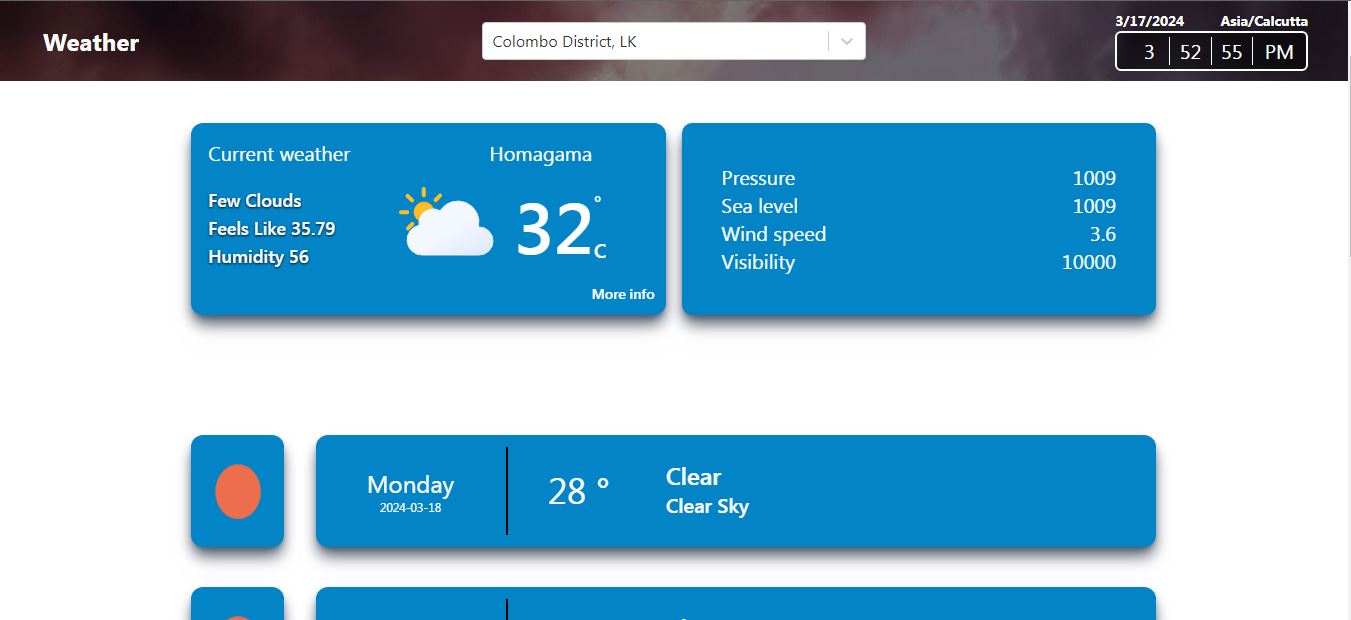 Weather
Colombo District, LK
3/17/2024 Asia/Calcutta
3 52 55 PM
Current weather Homagama
Few Clouds
Feels Like 35.79
Humidity 56
32°C
More info
Pressure 1009
Sea level 1009
Wind speed 3.6
Visibility 10000
Monday
2024-03-18
28 °
Clear
Clear Sky